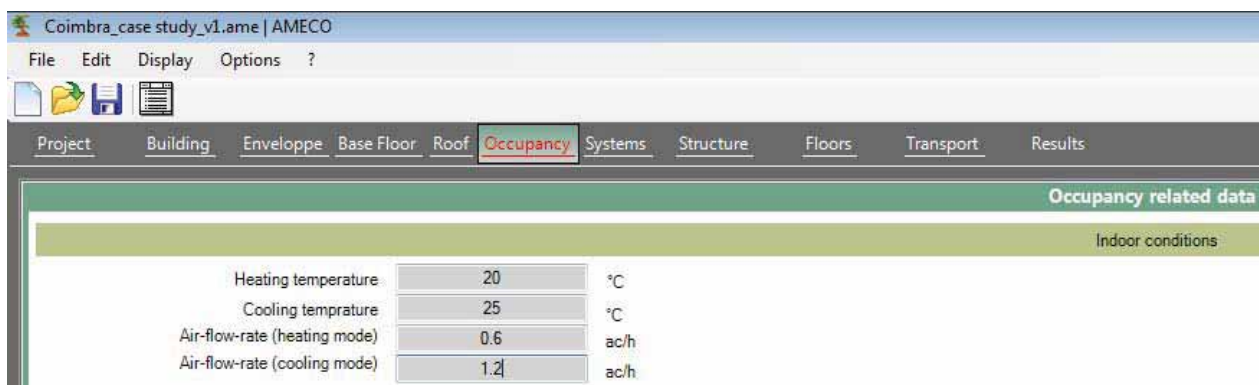 Coimbra_case study_v1.ame | AMECO
File Edit Display Options ?
Project Building Enveloppe Base Floor Roof Occupancy Systems Structure Floors Transport Results
Occupancy related data
Indoor conditions
Heating temperature 20 °C
Cooling temprature 25 °C
Air-flow-rate (heating mode) 0.6 ac/h
Air-flow-rate (cooling mode) 1.2 ac/h